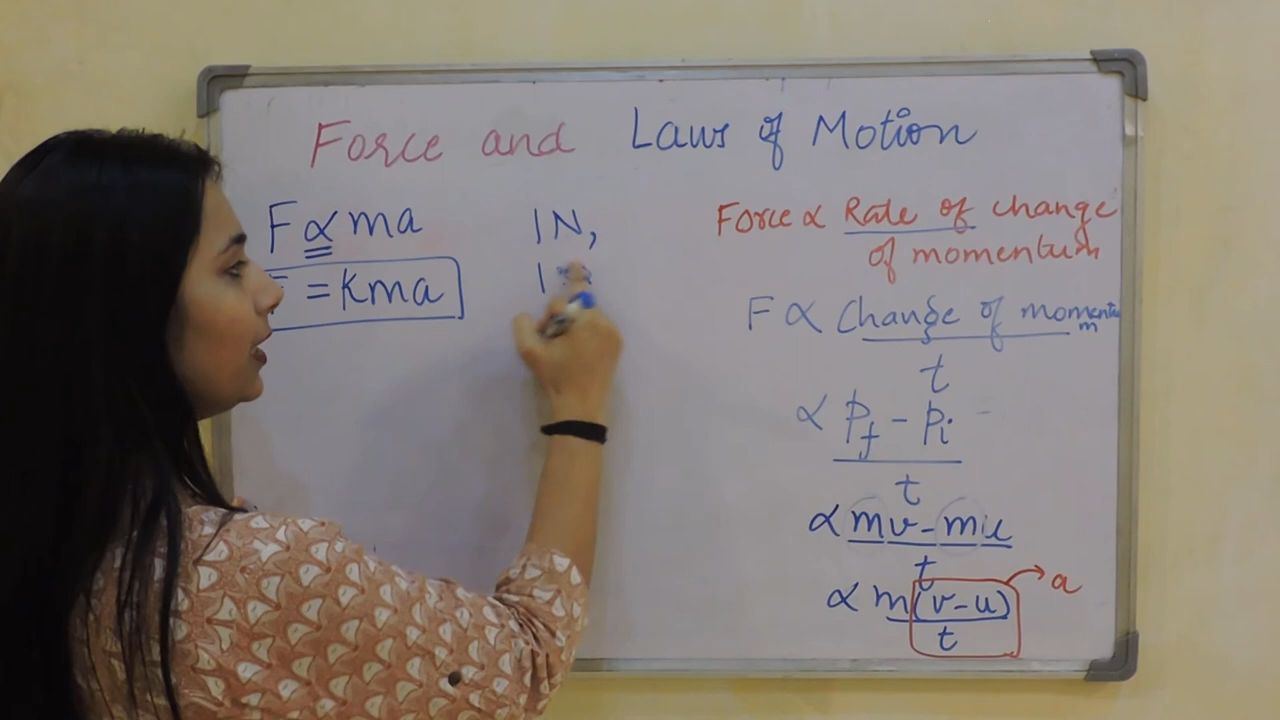 Force and Laws of Motion
F ∝ ma
= Kma
1N,
1
Force ∝ Rate of change
of momentum
F ∝ Change of momentum
t
∝ pf - pi
t
∝ mv - mu
t
∝ m(v-u)
t
a